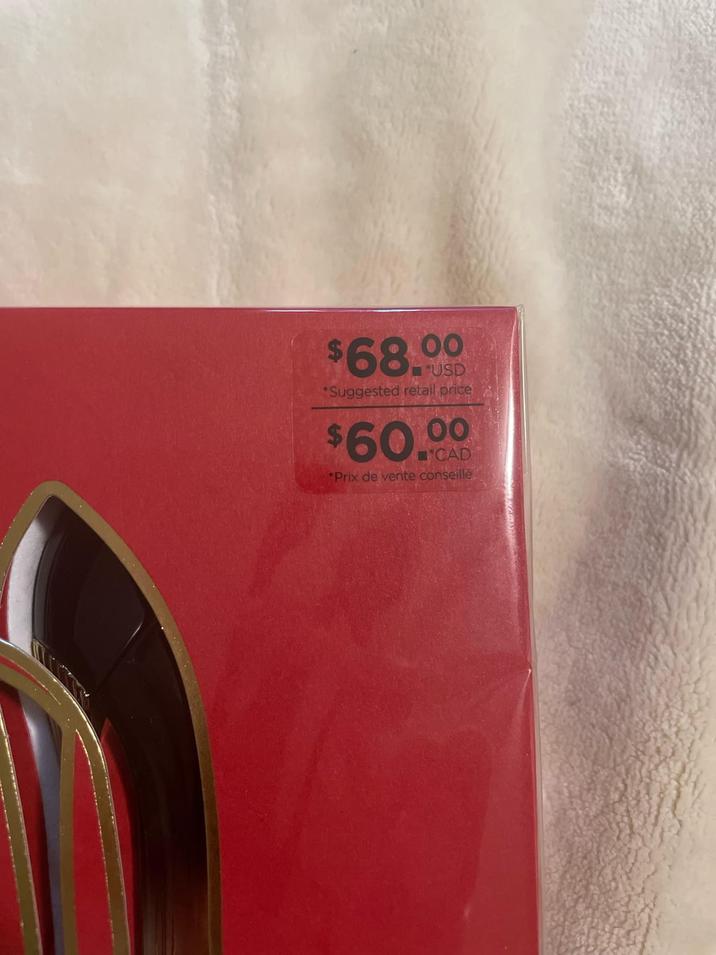 $68.00
*USD
*Suggested retail price
$60.00
*CAD
*Prix de vente conseillé